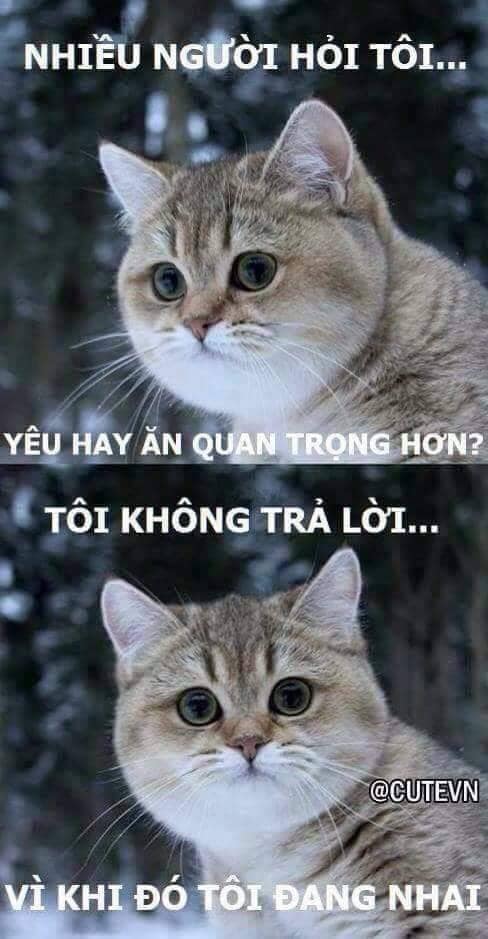 NHIỀU NGƯỜI HỎI TÔI...
YÊU HAY ĂN QUAN TRỌNG HƠN?
TÔI KHÔNG TRẢ LỜI...
@CUTEVN
VÌ KHI ĐÓ TÔI ĐANG NHAI